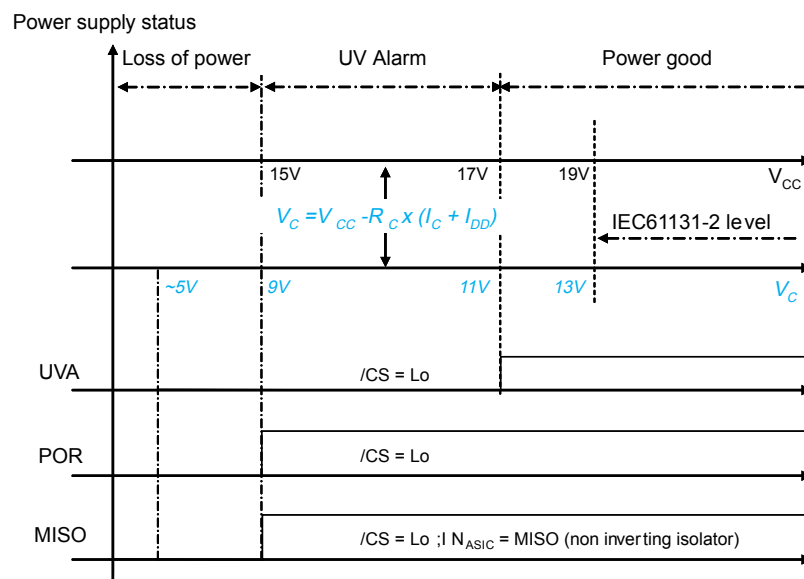 Power supply status
Loss of power UV Alarm Power good
15V 17V 19V V_CC
V_C =V_CC -R_C x (I_C + I_DD)
IEC61131-2 level
~5V 9V 11V 13V V_C
UVA /CS = Lo
POR /CS = Lo
MISO /CS = Lo ;I N_ASIC = MISO (non inverting isolator)